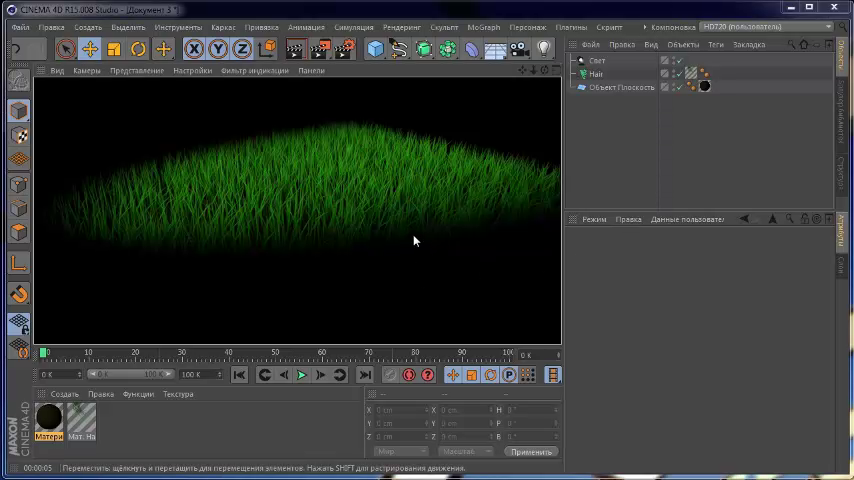 CINEMA 4D R15.008 Studio - [Документ 3 *]
Файл Правка Создать Выделить Инструменты Каркас Привязка Анимация Симуляция Рендеринг Скульпт MoGraph Персонаж Плагины Скрипт Компоновка HD720 (пользователь)
X Y Z
Файл Правка Вид Объекты Теги Закладка
Вид Камеры Представление Настройки Фильтр индикации Панели
Свет
Hair
Объект Плоскость
Структура
Режим Правка Данные пользовател
Атрибуты
Слои
0 10 20 30 40 50 60 70 80 90 100 0 K
0 K 0 K 100 K 100 K
P
Создать Правка Функции Текстура
-- --
Матери
Мат. На
X 0 cm X 0 cm H 0 °
Y 0 cm Y 0 cm P 0 °
Z 0 cm Z 0 cm B 0 °
Мир Масштаб Применить
MAXON CINEMA 4D
00:00:05 Переместить: щёлкнуть и перетащить для перемещения элементов. Нажать SHIFT для растрирования движения.